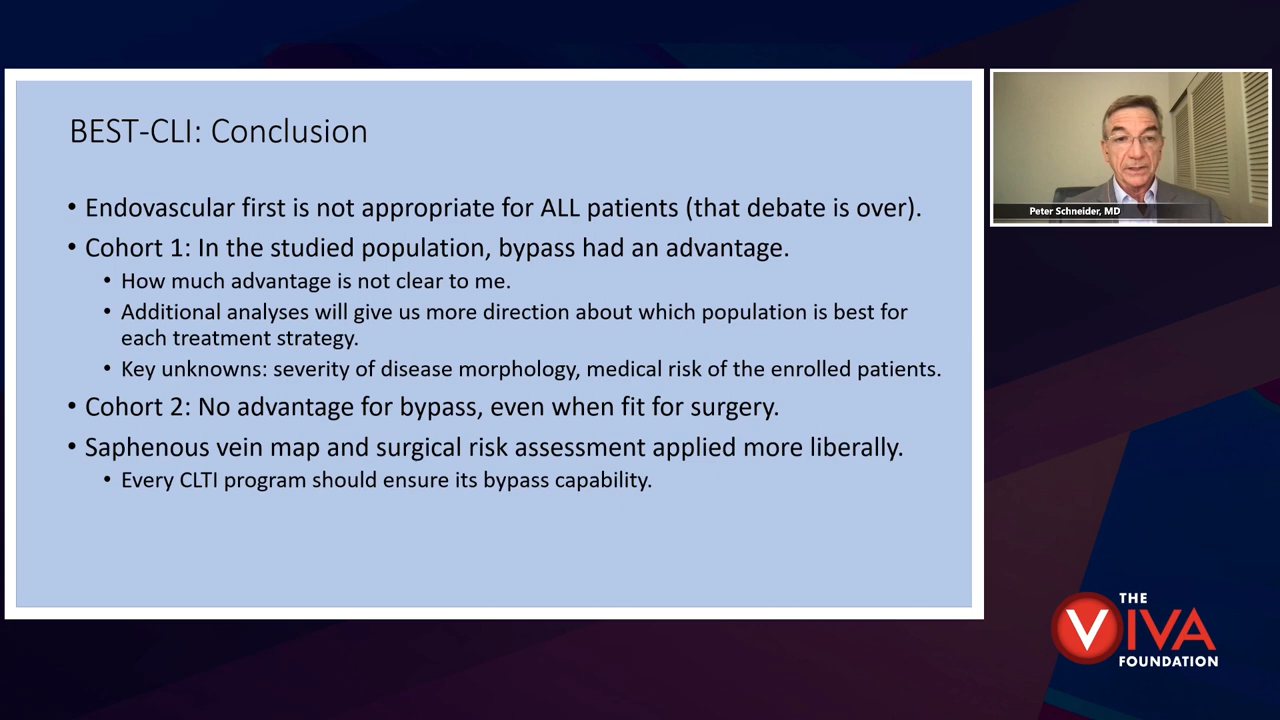 BEST-CLI: Conclusion
• Endovascular first is not appropriate for ALL patients (that debate is over).
• Cohort 1: In the studied population, bypass had an advantage.
• How much advantage is not clear to me.
• Additional analyses will give us more direction about which population is best for
each treatment strategy.
• Key unknowns: severity of disease morphology, medical risk of the enrolled patients.
• Cohort 2: No advantage for bypass, even when fit for surgery.
• Saphenous vein map and surgical risk assessment applied more liberally.
• Every CLTI program should ensure its bypass capability.
Peter Schneider, MD
THE
VIVA
FOUNDATION